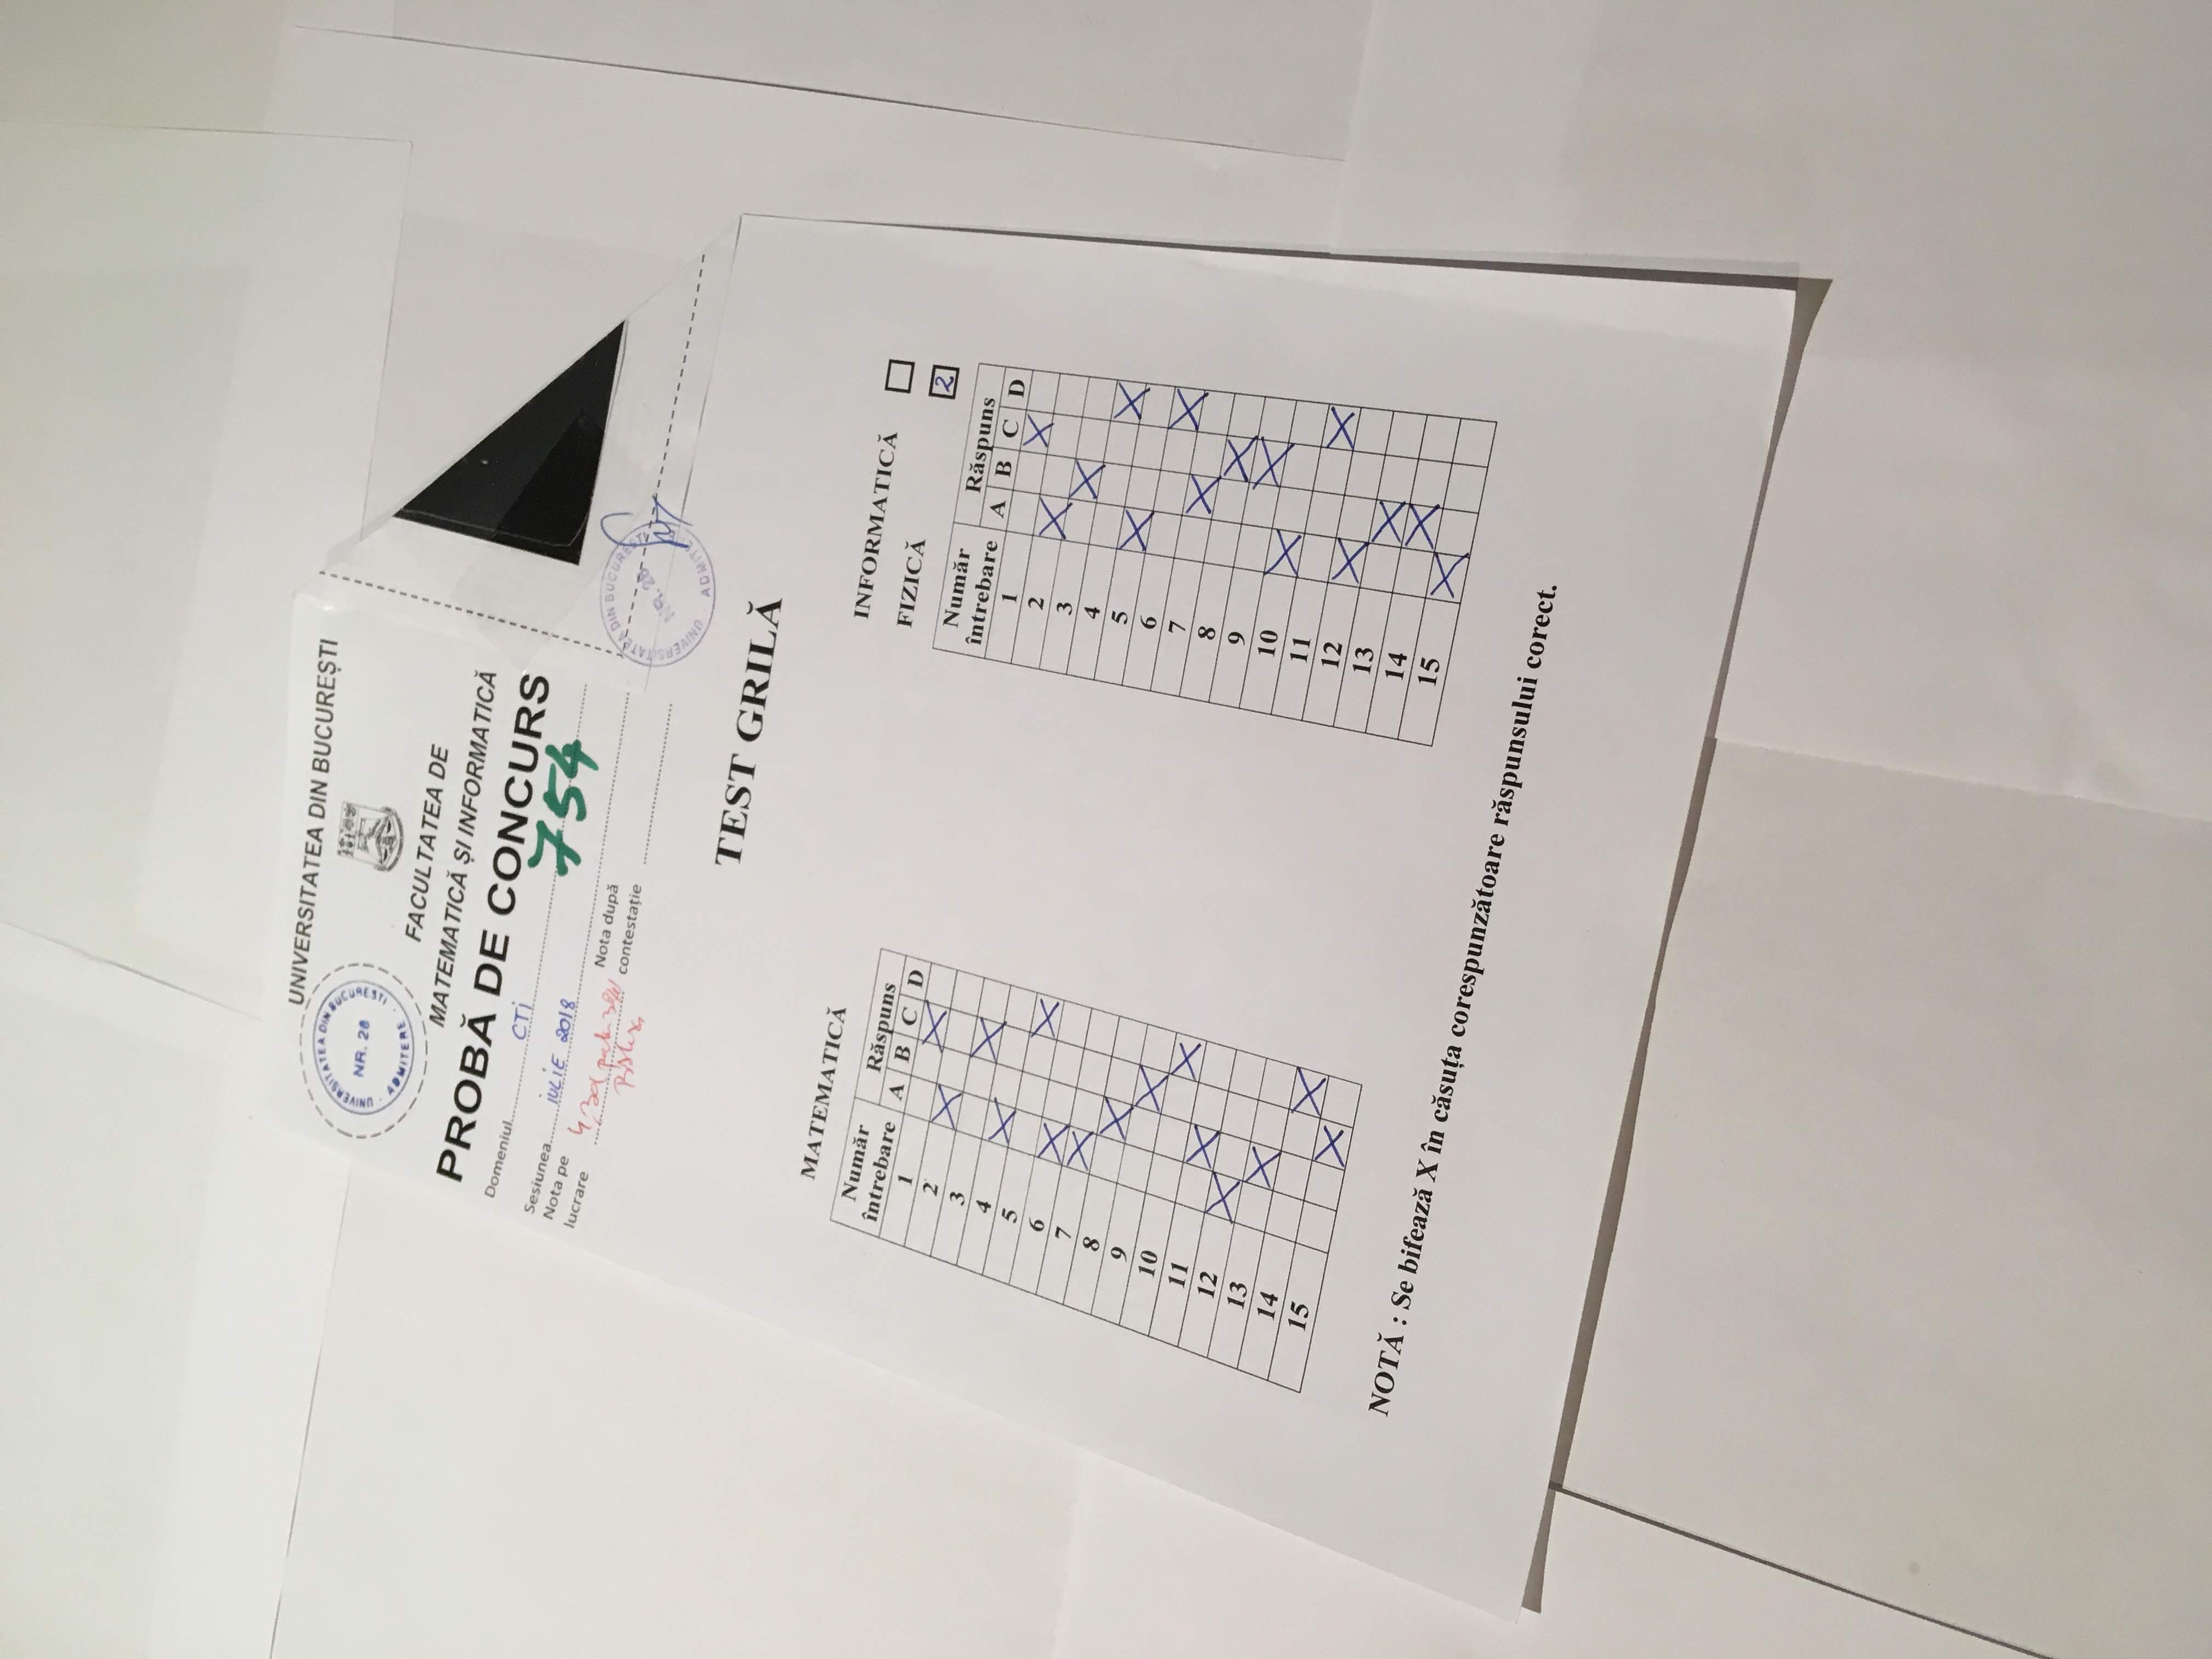 UNIVERSITATEA DIN BUCUREȘTI
UNIVERSITATEA DIN BUCUREȘTI
NR. 28
ADMITERE
FACULTATEA DE
MATEMATICĂ ȘI INFORMATICĂ
PROBĂ DE CONCURS
Domeniul CTi
754
Sesiunea iULiE 2018
Nota pe lucrare
Nota după contestație
UNIVERSITATEA DIN BUCUREȘTI
NR. 28
ADMITERE
TEST GRILĂ
MATEMATICĂ
Număr întrebare Răspuns
A B C D
1 X
2 X
3 X
4 X
5 X
6 X
7 X
8 X
9 X
10 X
11 X
12 X
13 X
14 X
15 X
INFORMATICĂ
FIZICĂ 2
Număr întrebare Răspuns
A B C D
1 X
2 X
3 X
4 X
5 X
6 X
7 X
8 X
9 X
10 X
11 X
12 X
13 X
14 X
15 X
NOTĂ : Se bifează X în căsuța corespunzătoare răspunsului corect.